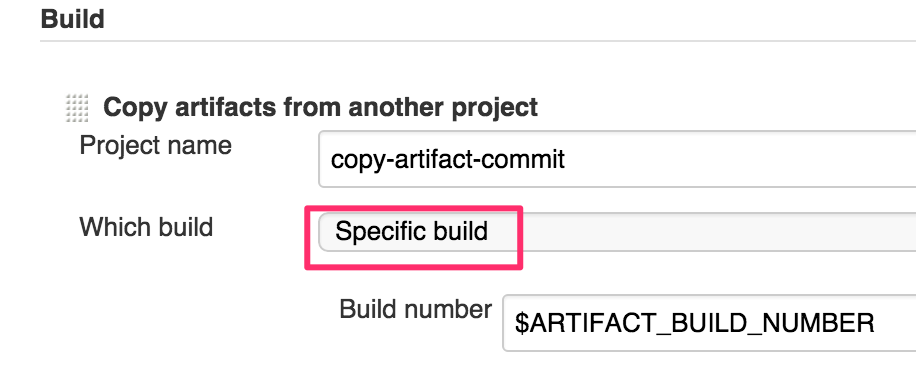 Build
Copy artifacts from another project
Project name
copy-artifact-commit
Which build
Specific build
Build number
$ARTIFACT_BUILD_NUMBER